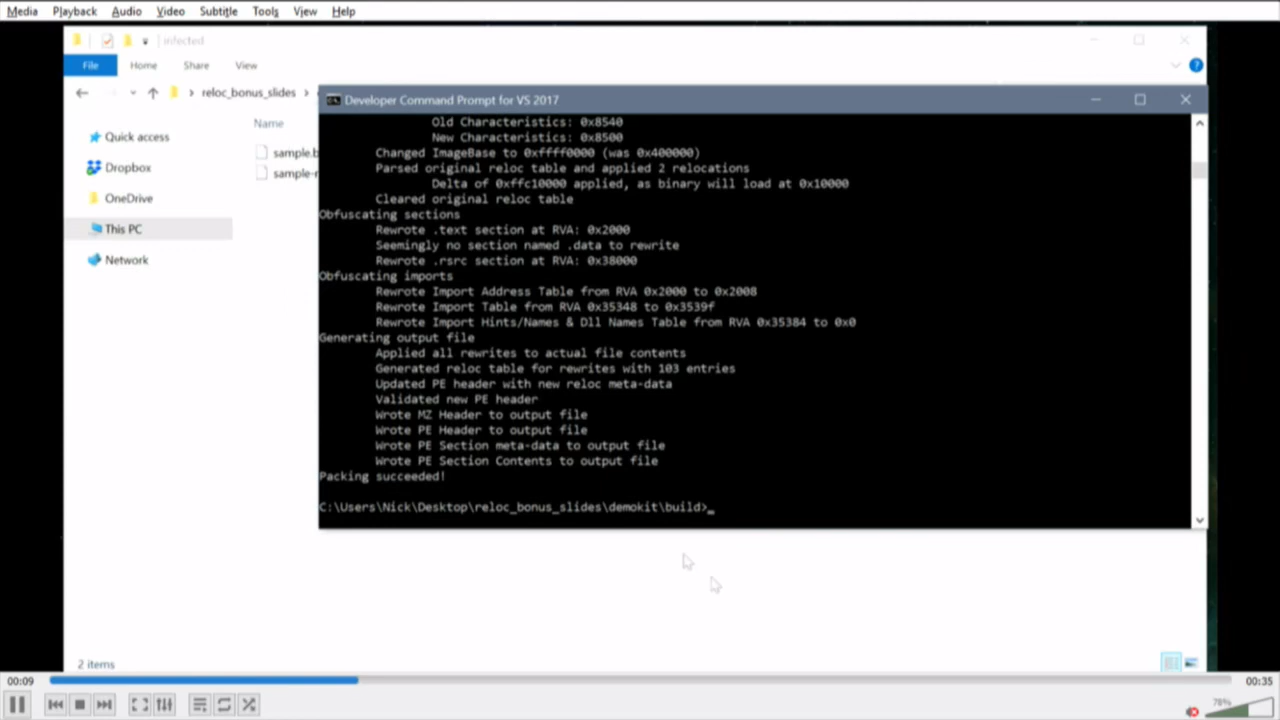 Media Playback Audio Video Subtitle Tools View Help
infected
File Home Share View
reloc_bonus_slides
Developer Command Prompt for VS 2017
Quick access
Dropbox
OneDrive
This PC
Network
Name
sample.b
sample-r
Old Characteristics: 0x8540
New Characteristics: 0x8500
Changed ImageBase to 0xffff0000 (was 0x400000)
Parsed original reloc table and applied 2 relocations
Delta of 0xffc10000 applied, as binary will load at 0x10000
Cleared original reloc table
Obfuscating sections
Rewrote .text section at RVA: 0x2000
Seemingly no section named .data to rewrite
Rewrote .rsrc section at RVA: 0x38000
Obfuscating imports
Rewrote Import Address Table from RVA 0x2000 to 0x2008
Rewrote Import Table from RVA 0x35348 to 0x3539f
Rewrote Import Hints/Names & Dll Names Table from RVA 0x35384 to 0x0
Generating output file
Applied all rewrites to actual file contents
Generated reloc table for rewrites with 103 entries
Updated PE header with new reloc meta-data
Validated new PE header
Wrote MZ Header to output file
Wrote PE Header to output file
Wrote PE Section meta-data to output file
Wrote PE Section Contents to output file
Packing succeeded!
C:\Users\Nick\Desktop\reloc_bonus_slides\demokit\build>_
2 items
00:09 00:35
78%